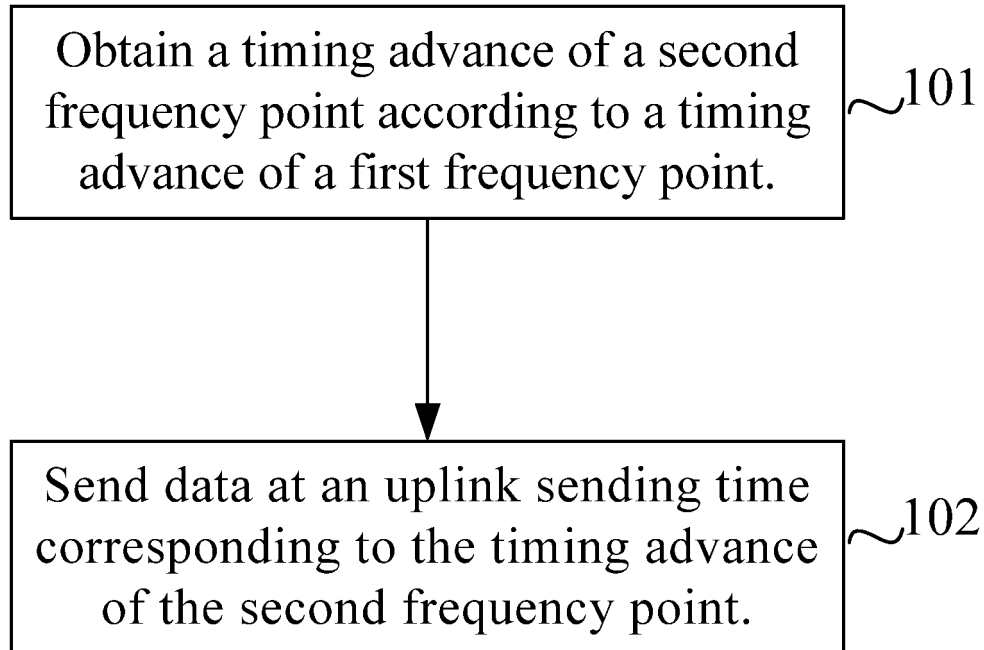 Obtain a timing advance of a second
frequency point according to a timing
advance of a first frequency point.
101
Send data at an uplink sending time
corresponding to the timing advance
of the second frequency point.
102